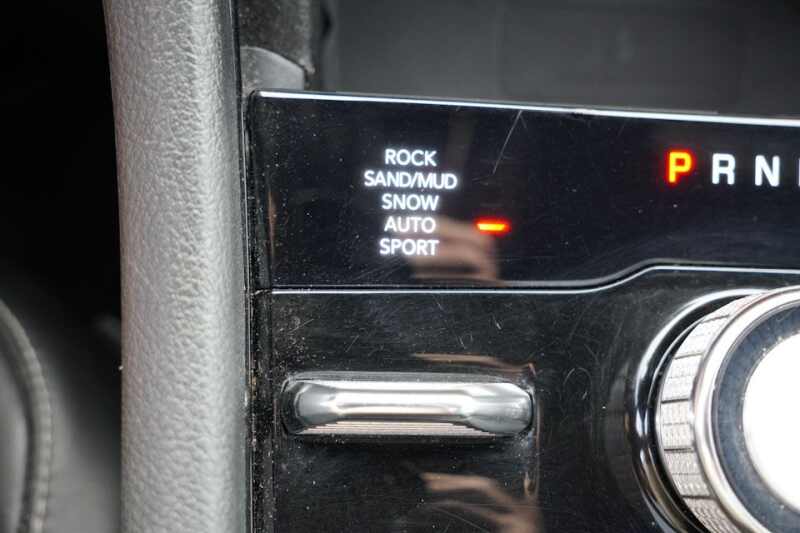 ROCK
SAND/MUD
SNOW
AUTO
SPORT
P R N